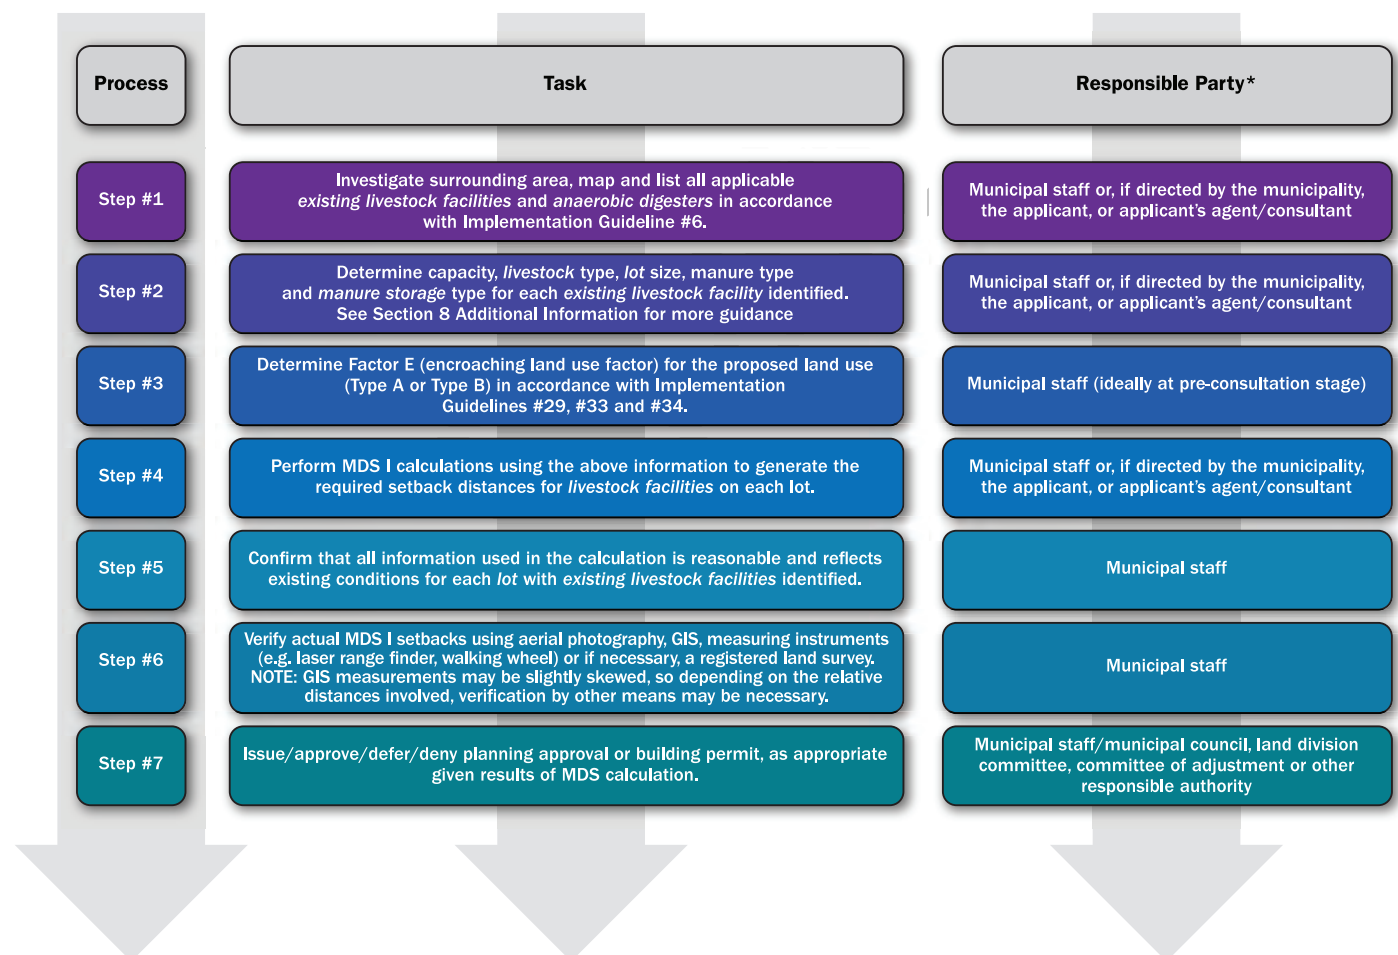 Process
Task
Responsible Party*
Step #1
Investigate surrounding area, map and list all applicable
existing livestock facilities and anaerobic digesters in accordance
with Implementation Guideline #6.
Municipal staff or, if directed by the municipality,
the applicant, or applicant's agent/consultant
Step #2
Determine capacity, livestock type, lot size, manure type
and manure storage type for each existing livestock facility identified.
See Section 8 Additional Information for more guidance
Municipal staff or, if directed by the municipality,
the applicant, or applicant's agent/consultant
Step #3
Determine Factor E (encroaching land use factor) for the proposed land use
(Type A or Type B) in accordance with Implementation
Guidelines #29, #33 and #34.
Municipal staff (ideally at pre-consultation stage)
Step #4
Perform MDS I calculations using the above information to generate the
required setback distances for livestock facilities on each lot.
Municipal staff or, if directed by the municipality,
the applicant, or applicant's agent/consultant
Step #5
Confirm that all information used in the calculation is reasonable and reflects
existing conditions for each lot with existing livestock facilities identified.
Municipal staff
Step #6
Verify actual MDS I setbacks using aerial photography, GIS, measuring instruments
(e.g. laser range finder, walking wheel) or if necessary, a registered land survey.
NOTE: GIS measurements may be slightly skewed, so depending on the relative
distances involved, verification by other means may be necessary.
Municipal staff
Step #7
Issue/approve/defer/deny planning approval or building permit, as appropriate
given results of MDS calculation.
Municipal staff/municipal council, land division
committee, committee of adjustment or other
responsible authority